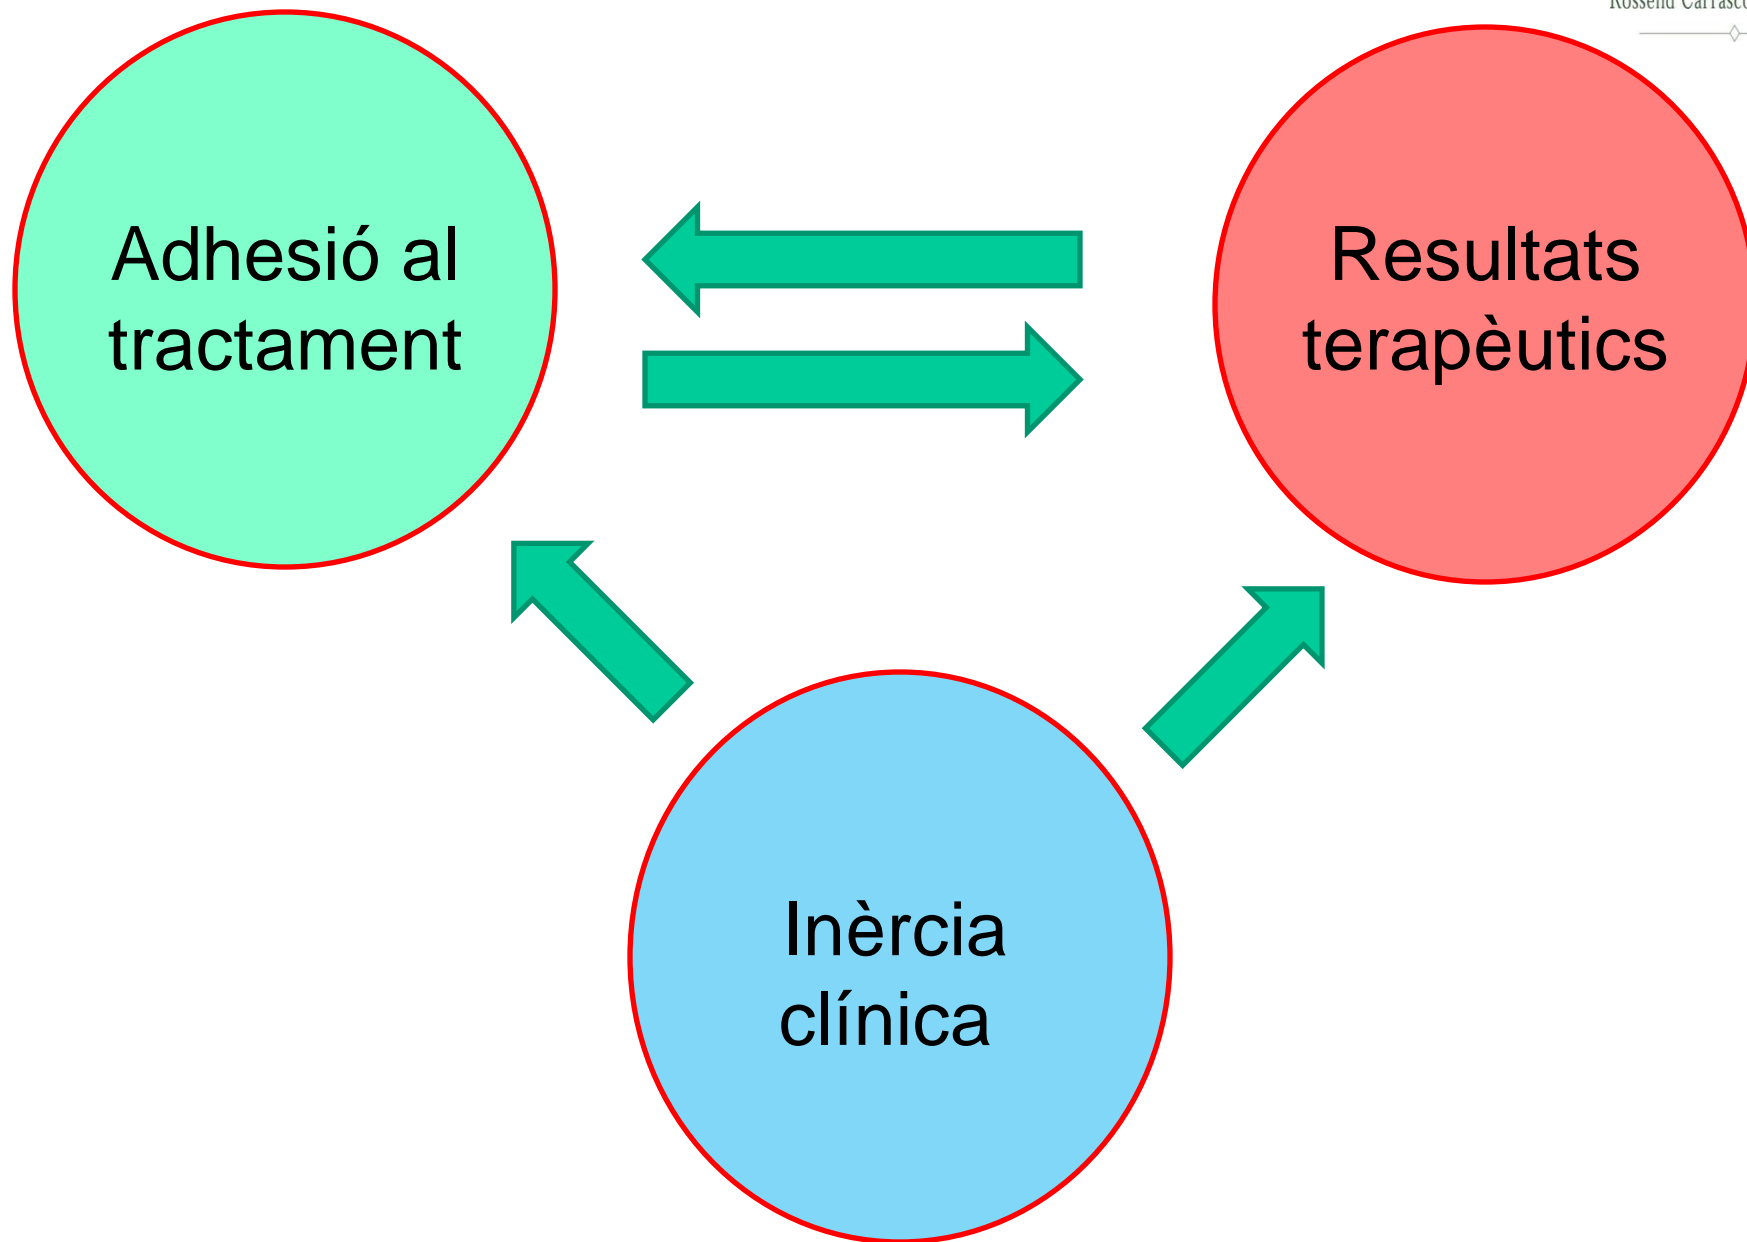 Adhesió al
tractament
Resultats
terapèutics
Inèrcia
clínica